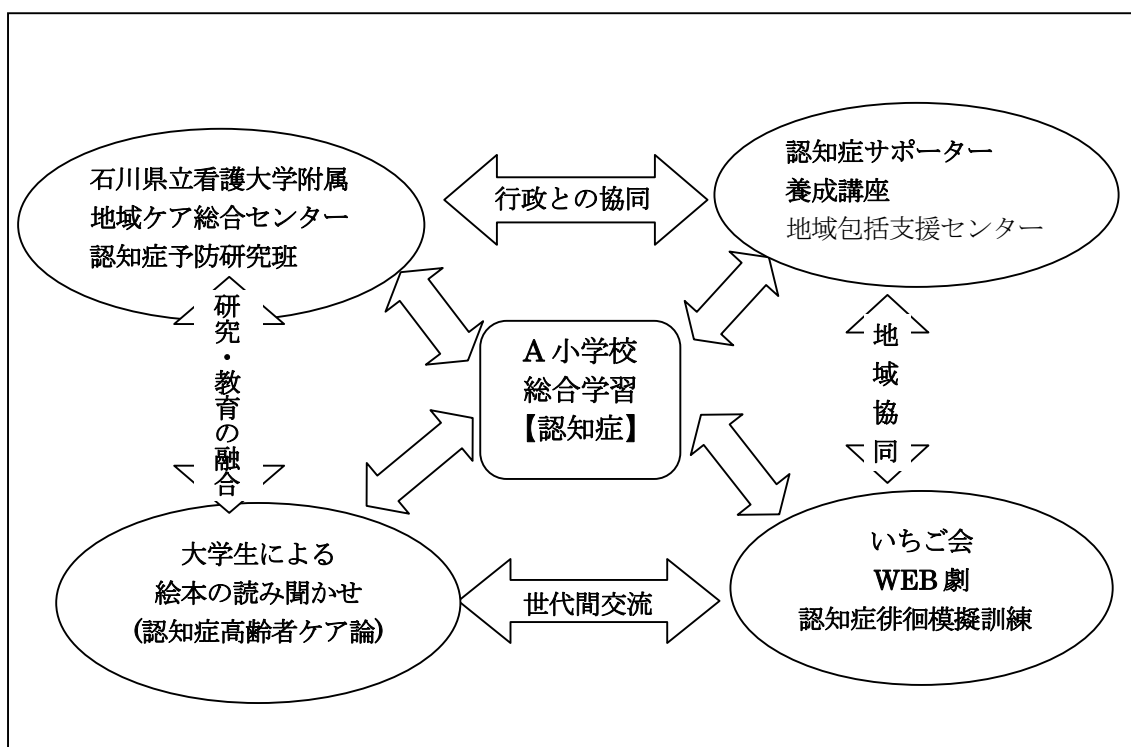 石川県立看護大学附属
地域ケア総合センター
認知症予防研究班
行政との協同
認知症サポーター
養成講座
地域包括支援センター
研究・教育の融合
A 小学校
総合学習
【認知症】
地域協同
大学生による
絵本の読み聞かせ
(認知症高齢者ケア論)
世代間交流
いちご会
WEB 劇
認知症徘徊模擬訓練